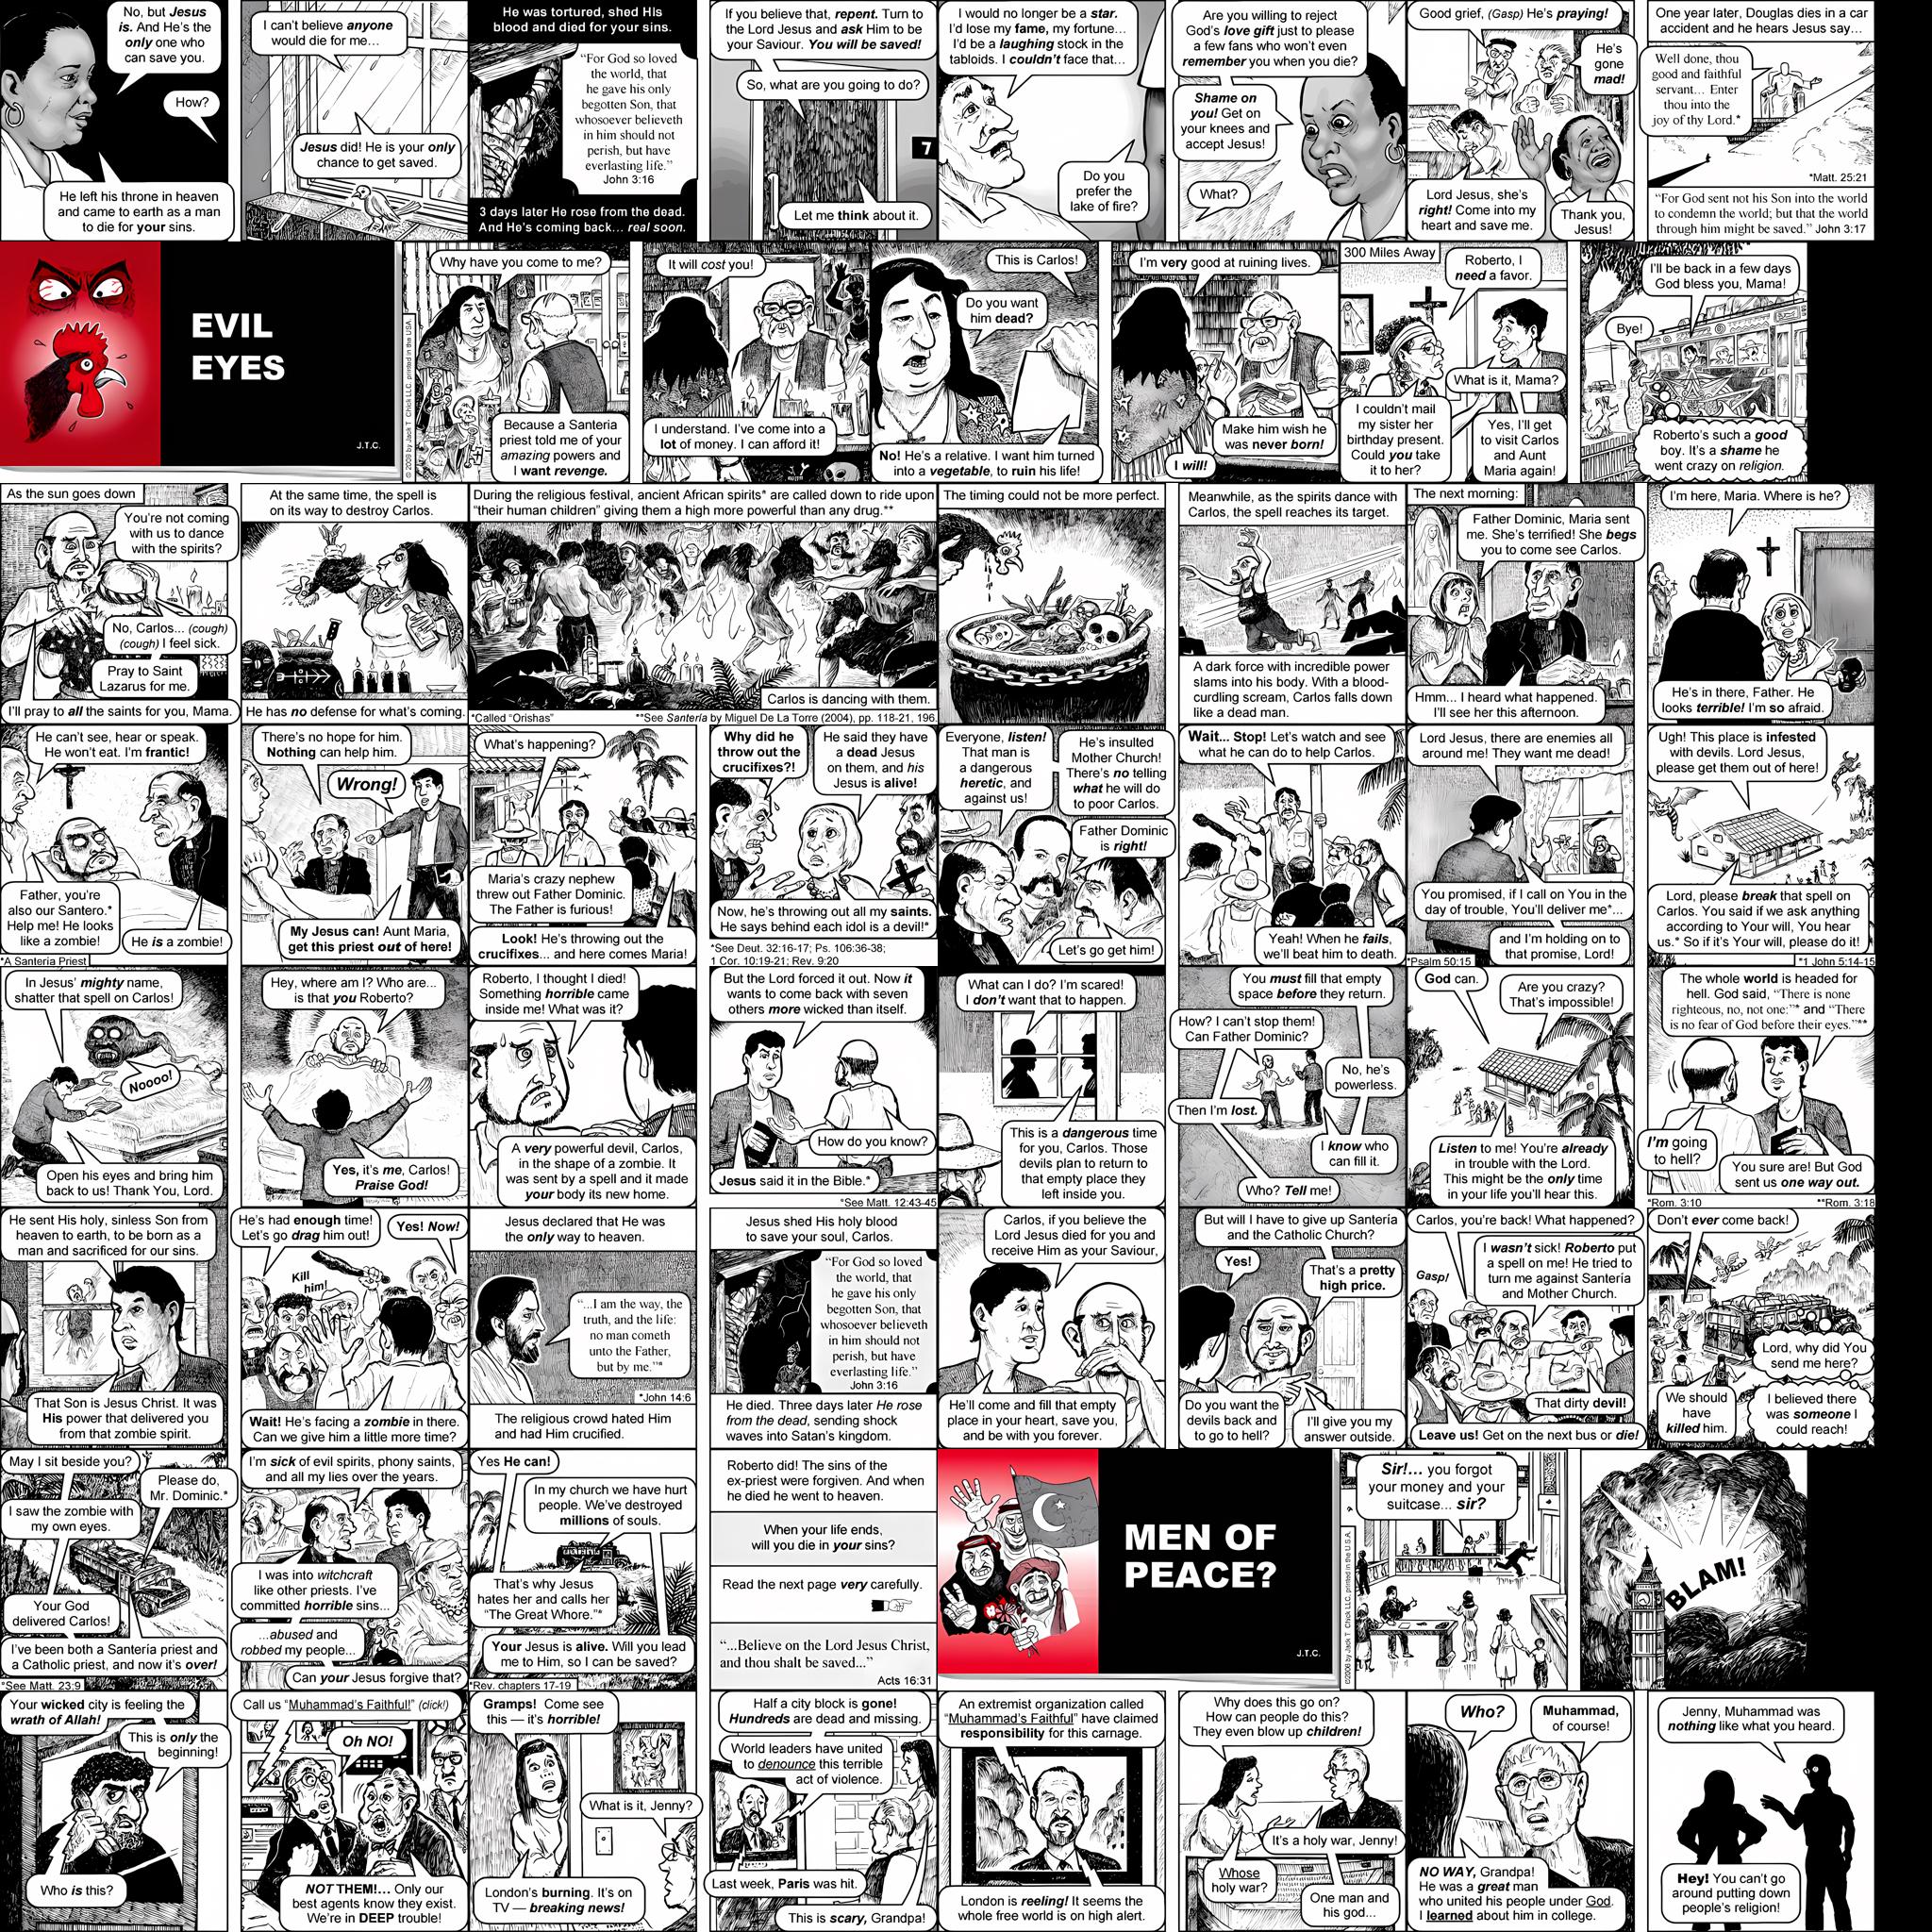 No, but Jesus
is. And He's the
only one who
can save you.
How?
He left his throne in heaven
and came to earth as a man
to die for your sins.
I can't believe anyone
would die for me...
Jesus did! He is your only
chance to get saved.
He was tortured, shed His
blood and died for your sins.
"For God so loved
the world, that
he gave his only
begotten Son, that
whosoever believeth
in him should not
perish, but have
everlasting life."
John 3:16
3 days later He rose from the dead.
And He's coming back... real soon.
If you believe that, repent. Turn to
the Lord Jesus and ask Him to be
your Saviour. You will be saved!
So, what are you going to do?
7
Let me think about it.
I would no longer be a star.
I'd lose my fame, my fortune...
I'd be a laughing stock in the
tabloids. I couldn't face that...
Do you
prefer the
lake of fire?
Are you willing to reject
God's love gift just to please
a few fans who won't even
remember you when you die?
Shame on
you! Get on
your knees and
accept Jesus!
What?
Good grief, (Gasp) He's praying!
He's
gone
mad!
Lord Jesus, she's
right! Come into my
heart and save me.
Thank you,
Jesus!
One year later, Douglas dies in a car
accident and he hears Jesus say...
Well done, thou
good and faithful
servant... Enter
thou into the
joy of thy Lord.*
*Matt. 25:21
"For God sent not his Son into the world
to condemn the world; but that the world
through him might be saved." John 3:17
EVIL
EYES
J.T.C.
© 2008 by Jack T. Chick LLC. printed in the USA
Why have you come to me?
Because a Santeria
priest told me of your
amazing powers and
I want revenge.
It will cost you!
I understand. I've come into a
lot of money. I can afford it!
This is Carlos!
Do you want
him dead?
No! He's a relative. I want him turned
into a vegetable, to ruin his life!
I'm very good at ruining lives.
Make him wish he
was never born!
I will!
300 Miles Away
Roberto, I
need a favor.
What is it, Mama?
I couldn't mail
my sister her
birthday present.
Could you take
it to her?
Yes, I'll get
to visit Carlos
and Aunt
Maria again!
I'll be back in a few days
God bless you, Mama!
Bye!
Roberto's such a good
boy. It's a shame he
went crazy on religion.
As the sun goes down
You're not coming
with us to dance
with the spirits?
No, Carlos... (cough)
(cough) I feel sick.
Pray to Saint
Lazarus for me.
I'll pray to all the saints for you, Mama.
At the same time, the spell is
on its way to destroy Carlos.
He has no defense for what's coming.
During the religious festival, ancient African spirits* are called down to ride upon
"their human children" giving them a high more powerful than any drug.**
Carlos is dancing with them.
*Called "Orishas"
**See Santeria by Miguel De La Torre (2004), pp. 118-21, 196.
The timing could not be more perfect.
Meanwhile, as the spirits dance with
Carlos, the spell reaches its target.
A dark force with incredible power
slams into his body. With a blood-
curdling scream, Carlos falls down
like a dead man.
The next morning:
Father Dominic, Maria sent
me. She's terrified! She begs
you to come see Carlos.
Hmm... I heard what happened.
I'll see her this afternoon.
I'm here, Maria. Where is he?
He's in there, Father. He
looks terrible! I'm so afraid.
He can't see, hear or speak.
He won't eat. I'm frantic!
Father, you're
also our Santero.*
Help me! He looks
like a zombie!
He is a zombie!
*A Santeria Priest
There's no hope for him.
Nothing can help him.
Wrong!
My Jesus can! Aunt Maria,
get this priest out of here!
What's happening?
Maria's crazy nephew
threw out Father Dominic.
The Father is furious!
Look! He's throwing out the
crucifixes... and here comes Maria!
Why did he
throw out the
crucifixes?!
He said they have
a dead Jesus
on them, and his
Jesus is alive!
Now, he's throwing out all my saints.
He says behind each idol is a devil!*
*See Deut. 32:16-17; Ps. 106:36-38;
1 Cor. 10:19-21; Rev. 9:20
Everyone, listen!
That man is
a dangerous
heretic, and
against us!
He's insulted
Mother Church!
There's no telling
what he will do
to poor Carlos.
Father Dominic
is right!
Let's go get him!
Wait... Stop! Let's watch and see
what he can do to help Carlos.
Yeah! When he fails,
we'll beat him to death.
Lord Jesus, there are enemies all
around me! They want me dead!
You promised, if I call on You in the
day of trouble, You'll deliver me*...
and I'm holding on to
that promise, Lord!
*Psalm 50:15
Ugh! This place is infested
with devils. Lord Jesus,
please get them out of here!
Lord, please break that spell on
Carlos. You said if we ask anything
according to Your will, You hear
us.* So if it's Your will, please do it!
*1 John 5:14-15
In Jesus' mighty name,
shatter that spell on Carlos!
Noooo!
Open his eyes and bring him
back to us! Thank You, Lord.
Hey, where am I? Who are...
is that you Roberto?
Yes, it's me, Carlos!
Praise God!
Roberto, I thought I died!
Something horrible came
inside me! What was it?
A very powerful devil, Carlos,
in the shape of a zombie. It
was sent by a spell and it made
your body its new home.
But the Lord forced it out. Now it
wants to come back with seven
others more wicked than itself.
How do you know?
Jesus said it in the Bible.*
*See Matt. 12:43-45
What can I do? I'm scared!
I don't want that to happen.
This is a dangerous time
for you, Carlos. Those
devils plan to return to
that empty place they
left inside you.
You must fill that empty
space before they return.
How? I can't stop them!
Can Father Dominic?
No, he's
powerless.
Then I'm lost.
I know who
can fill it.
Who? Tell me!
God can.
Are you crazy?
That's impossible!
Listen to me! You're already
in trouble with the Lord.
This might be the only time
in your life you'll hear this.
The whole world is headed for
hell. God said, "There is none
righteous, no, not one:"* and "There
is no fear of God before their eyes."**
I'm going
to hell?
You sure are! But God
sent us one way out.
*Rom. 3:10
**Rom. 3:18
He sent His holy, sinless Son from
heaven to earth, to be born as a
man and sacrificed for our sins.
That Son is Jesus Christ. It was
His power that delivered you
from that zombie spirit.
He's had enough time!
Let's go drag him out!
Yes! Now!
Kill
him!
Wait! He's facing a zombie in there.
Can we give him a little more time?
Jesus declared that He was
the only way to heaven.
"...I am the way, the
truth, and the life:
no man cometh
unto the Father,
but by me."*
*John 14:6
The religious crowd hated Him
and had Him crucified.
Jesus shed His holy blood
to save your soul, Carlos.
"For God so loved
the world, that
he gave his only
begotten Son, that
whosoever believeth
in him should not
perish, but have
everlasting life."
John 3:16
He died. Three days later He rose
from the dead, sending shock
waves into Satan's kingdom.
Carlos, if you believe the
Lord Jesus died for you and
receive Him as your Saviour,
He'll come and fill that empty
place in your heart, save you,
and be with you forever.
But will I have to give up Santería
and the Catholic Church?
Yes!
That's a pretty
high price.
Do you want the
devils back and
to go to hell?
I'll give you my
answer outside.
Carlos, you're back! What happened?
Gasp!
I wasn't sick! Roberto put
a spell on me! He tried to
turn me against Santería
and Mother Church.
That dirty devil!
Leave us! Get on the next bus or die!
Don't ever come back!
Lord, why did You
send me here?
We should
have
killed him.
I believed there
was someone I
could reach!
May I sit beside you?
Please do,
Mr. Dominic.*
I saw the zombie with
my own eyes.
Your God
delivered Carlos!
I've been both a Santería priest and
a Catholic priest, and now it's over!
*See Matt. 23:9
I'm sick of evil spirits, phony saints,
and all my lies over the years.
I was into witchcraft
like other priests. I've
committed horrible sins...
...abused and
robbed my people...
Can your Jesus forgive that?
Yes He can!
In my church we have hurt
people. We've destroyed
millions of souls.
That's why Jesus
hates her and calls her
"The Great Whore."*
Your Jesus is alive. Will you lead
me to Him, so I can be saved?
*Rev. chapters 17-19
Roberto did! The sins of the
ex-priest were forgiven. And when
he died he went to heaven.
When your life ends,
will you die in your sins?
Read the next page very carefully.
"...Believe on the Lord Jesus Christ,
and thou shalt be saved..."
Acts 16:31
MEN OF
PEACE?
J.T.C.
©2008 by Jack T. Chick LLC, printed in the U.S.A.
Sir!... you forgot
your money and your
suitcase... sir?
BLAM!
Your wicked city is feeling the
wrath of Allah!
This is only the
beginning!
Who is this?
Call us "Muhammad's Faithful!" (click!)
Oh NO!
NOT THEM!... Only our
best agents know they exist.
We're in DEEP trouble!
Gramps! Come see
this — it's horrible!
What is it, Jenny?
London's burning. It's on
TV — breaking news!
Half a city block is gone!
Hundreds are dead and missing.
World leaders have united
to denounce this terrible
act of violence.
Last week, Paris was hit.
This is scary, Grandpa!
An extremist organization called
"Muhammad's Faithful" have claimed
responsibility for this carnage.
London is reeling! It seems the
whole free world is on high alert.
Why does this go on?
How can people do this?
They even blow up children!
It's a holy war, Jenny!
Whose
holy war?
One man and
his god...
Who?
Muhammad,
of course!
NO WAY, Grandpa!
He was a great man
who united his people under God.
I learned about him in college.
Jenny, Muhammad was
nothing like what you heard.
Hey! You can't go
around putting down
people's religion!